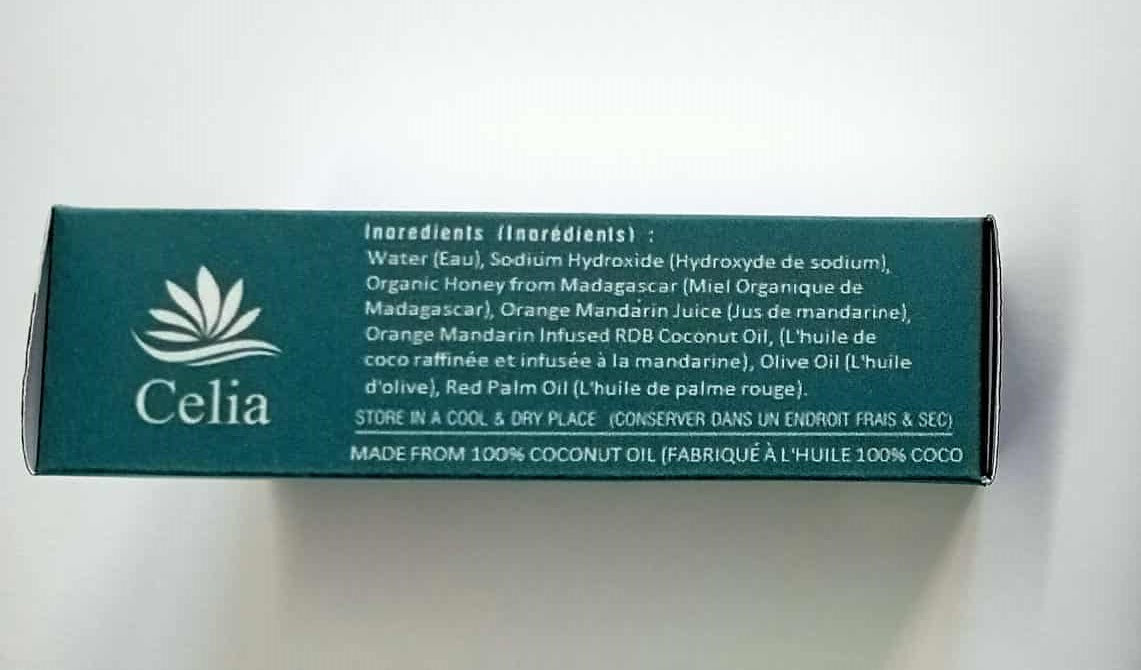 Celia
Ingredients (Ingrédients) :
Water (Eau), Sodium Hydroxide (Hydroxyde de sodium),
Organic Honey from Madagascar (Miel Organique de
Madagascar), Orange Mandarin Juice (Jus de mandarine),
Orange Mandarin Infused RDB Coconut Oil, (L'huile de
coco raffinée et infusée à la mandarine), Olive Oil (L'huile
d'olive), Red Palm Oil (L'huile de palme rouge).
STORE IN A COOL & DRY PLACE (CONSERVER DANS UN ENDROIT FRAIS & SEC)
MADE FROM 100% COCONUT OIL (FABRIQUÉ À L'HUILE 100% COCO